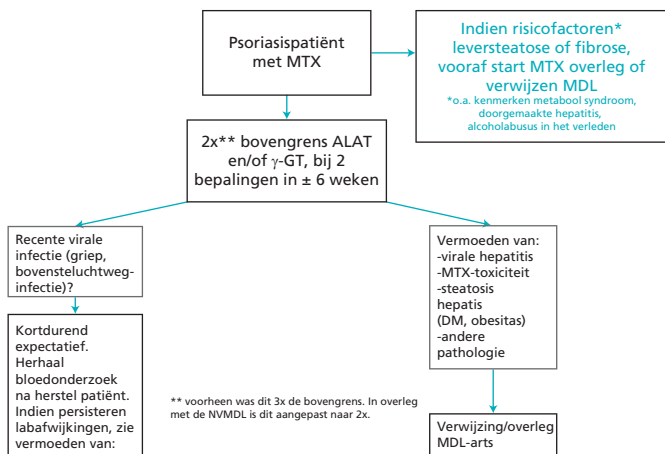 Psoriasispatiënt
met MTX
Indien risicofactoren*
leversteatose of fibrose,
vooraf start MTX overleg of
verwijzen MDL
*o.a. kenmerken metabool syndroom,
doorgemaakte hepatitis,
alcoholabusus in het verleden
2x** bovengrens ALAT
en/of γ-GT, bij 2
bepalingen in ± 6 weken
Recente virale
infectie (griep,
bovensteluchtweg-
infectie)?
Vermoeden van:
-virale hepatitis
-MTX-toxiciteit
-steatosis
hepatis
(DM, obesitas)
-andere
pathologie
Kortdurend
expectatief.
Herhaal
bloedonderzoek
na herstel patiënt.
Indien persisteren
labafwijkingen, zie
vermoeden van:
** voorheen was dit 3x de bovengrens. In overleg
met de NVMDL is dit aangepast naar 2x.
Verwijzing/overleg
MDL-arts